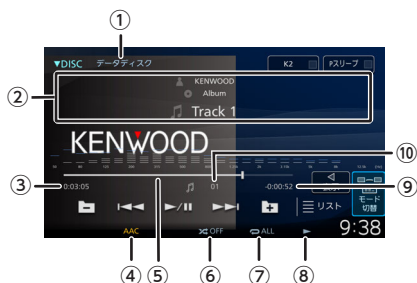 ①
▼DISC データディスク K2 Pスリープ
②
KENWOOD
Album
Track 1
KENWOOD
⑩
③ 0:03:05 01 -0:00:52 ⑨
リスト
モード
切替
AAC OFF ALL 9:38
④ ⑤ ⑥ ⑦ ⑧